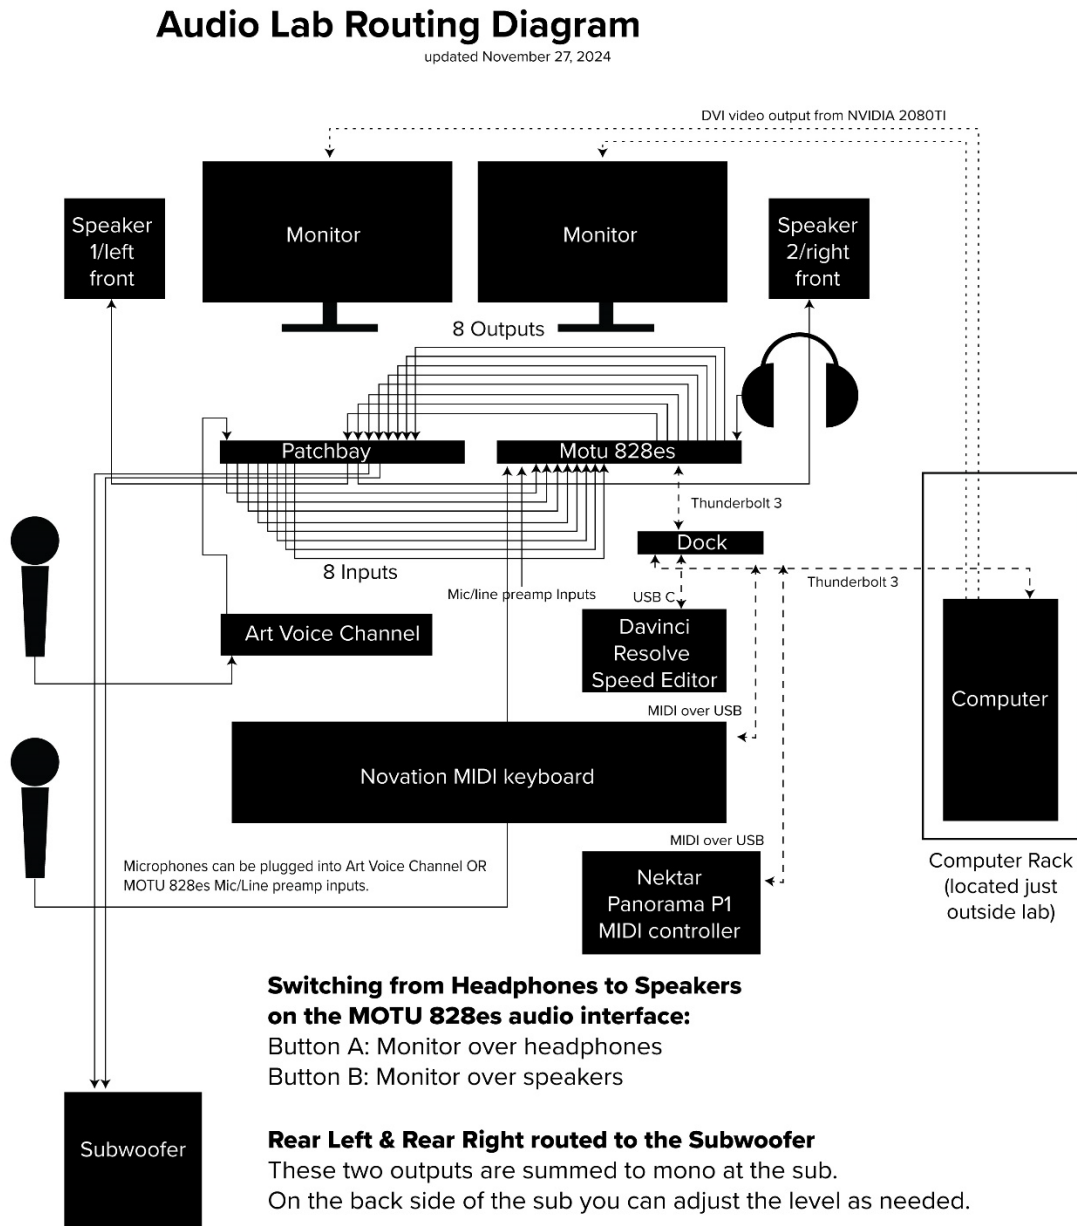 Audio Lab Routing Diagram
updated November 27, 2024
DVI video output from NVIDIA 2080TI
Speaker
1/left
front
Monitor
Monitor
Speaker
2/right
front
8 Outputs
Patchbay
Motu 828es
Thunderbolt 3
Dock
8 Inputs
Mic/line preamp Inputs
USB C
Thunderbolt 3
Art Voice Channel
Davinci
Resolve
Speed Editor
Computer
MIDI over USB
Novation MIDI keyboard
MIDI over USB
Microphones can be plugged into Art Voice Channel OR
MOTU 828es Mic/Line preamp inputs.
Nektar
Panorama P1
MIDI controller
Computer Rack
(located just
outside lab)
Switching from Headphones to Speakers
on the MOTU 828es audio interface:
Button A: Monitor over headphones
Button B: Monitor over speakers
Subwoofer
Rear Left & Rear Right routed to the Subwoofer
These two outputs are summed to mono at the sub.
On the back side of the sub you can adjust the level as needed.